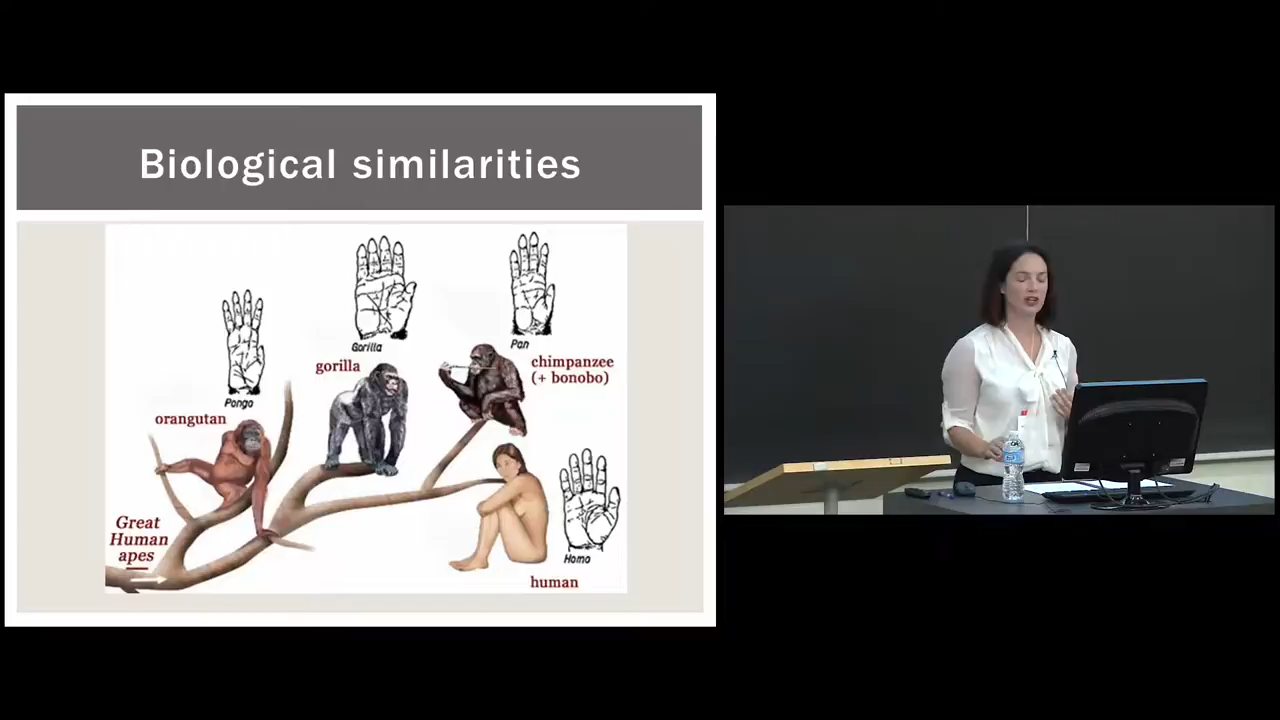 Biological similarities
Gorilla
gorilla
Pan
chimpanzee
(+ bonobo)
Pongo
orangutan
Great
Human
apes
Homo
human